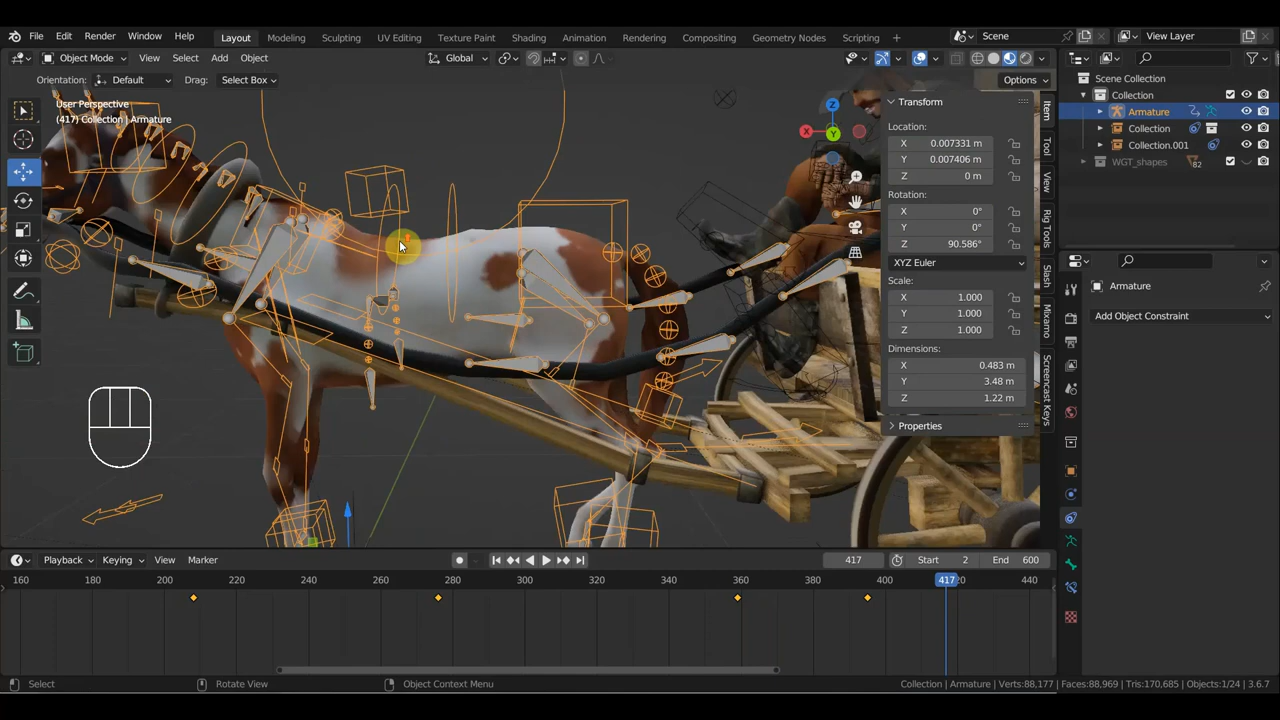 File Edit Render Window Help Layout Modeling Sculpting UV Editing Texture Paint Shading Animation Rendering Compositing Geometry Nodes Scripting + Scene View Layer
Object Mode View Select Add Object Global
Orientation: Default Drag: Select Box Options
User Perspective
(417) Collection | Armature
Z
X
Y
Transform
Location:
X 0.007331 m
Y 0.007406 m
Z 0 m
Rotation:
X 0°
Y 0°
Z 90.586°
XYZ Euler
Scale:
X 1.000
Y 1.000
Z 1.000
Dimensions:
X 0.483 m
Y 3.48 m
Z 1.22 m
Properties
Item
Tool
View
Rig Tools
Slash
Mixamo
Screencast Keys
Scene Collection
Collection
Armature
Collection
Collection.001
WGT_shapes 82
Armature
Add Object Constraint
Playback Keying View Marker 417 Start 2 End 600
160 180 200 220 240 260 280 300 320 340 360 380 400 417 20 440
Select Rotate View Object Context Menu Collection | Armature | Verts:88,177 | Faces:88,969 | Tris:170,685 | Objects:1/24 | 3.6.7